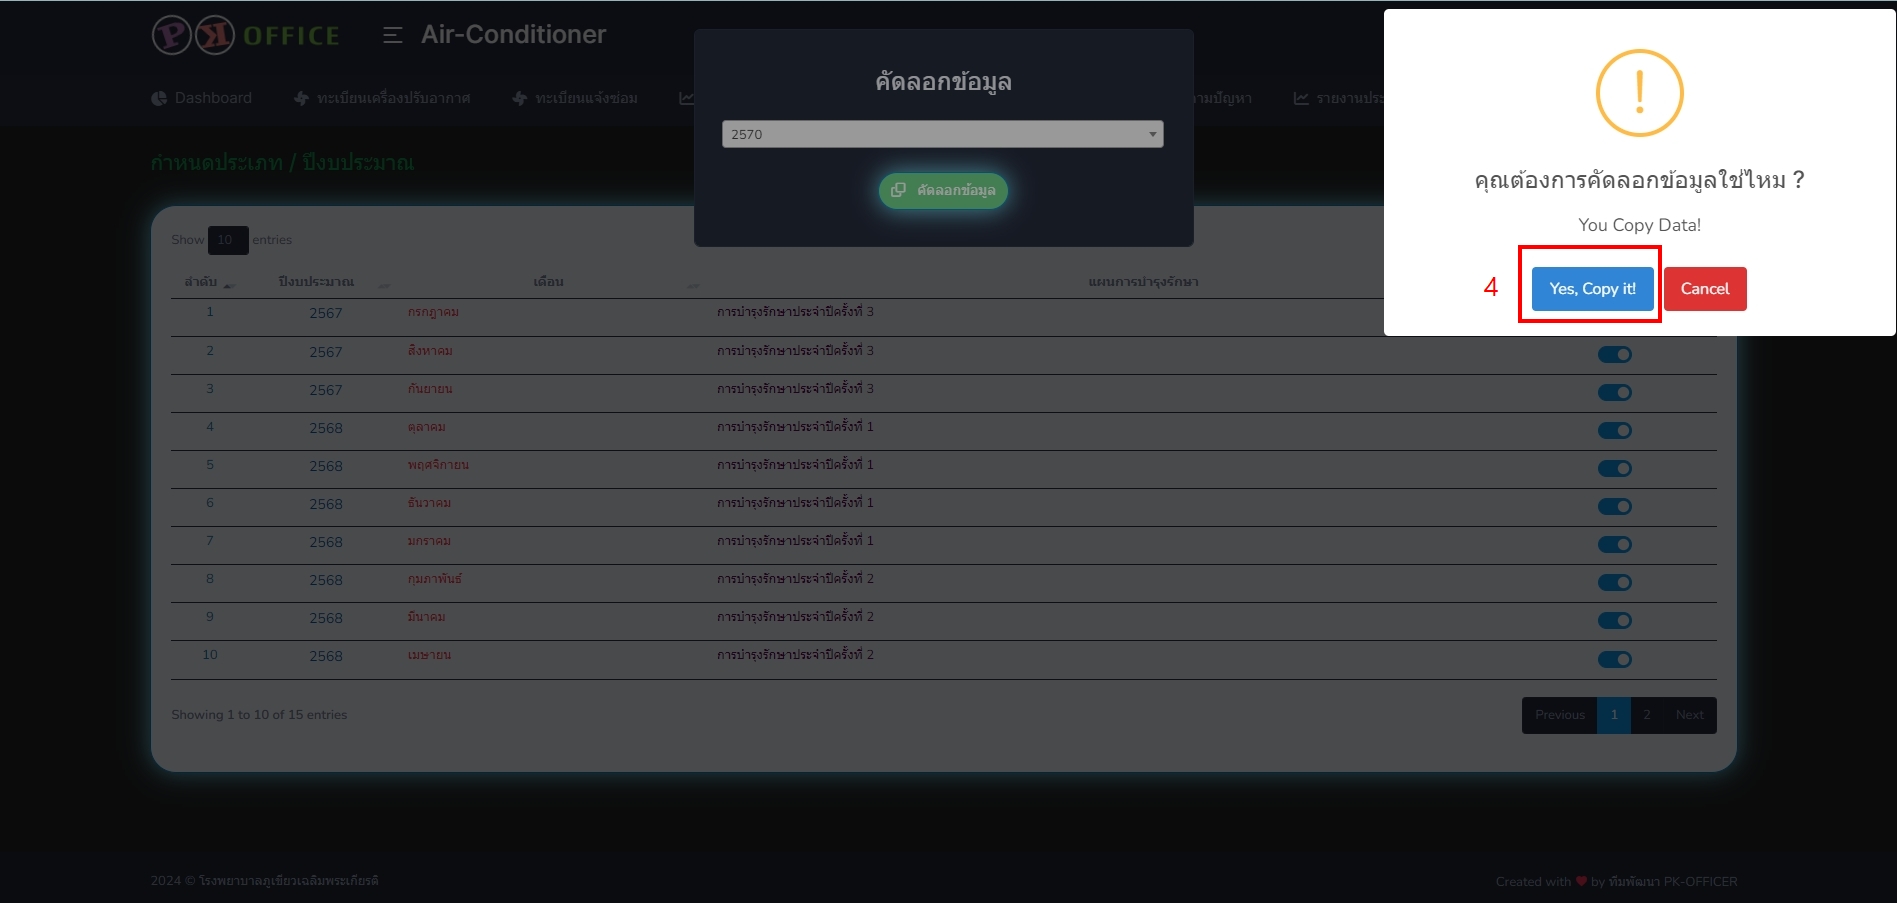 PK OFFICE
Air-Conditioner
Dashboard
ทะเบียนเครื่องปรับอากาศ
ทะเบียนแจ้งซ่อม
ามปัญหา
รายงานประ
กำหนดประเภท / ปีงบประมาณ
คัดลอกข้อมูล
2570
คัดลอกข้อมูล
คุณต้องการคัดลอกข้อมูลใช่ไหม ?
You Copy Data!
4
Yes, Copy it! Cancel
Show 10 entries
ลำดับ ปีงบประมาณ เดือน แผนการบำรุงรักษา
1 2567 กรกฎาคม การบำรุงรักษาประจำปีครั้งที่ 3
2 2567 สิงหาคม การบำรุงรักษาประจำปีครั้งที่ 3
3 2567 กันยายน การบำรุงรักษาประจำปีครั้งที่ 3
4 2568 ตุลาคม การบำรุงรักษาประจำปีครั้งที่ 1
5 2568 พฤศจิกายน การบำรุงรักษาประจำปีครั้งที่ 1
6 2568 ธันวาคม การบำรุงรักษาประจำปีครั้งที่ 1
7 2568 มกราคม การบำรุงรักษาประจำปีครั้งที่ 1
8 2568 กุมภาพันธ์ การบำรุงรักษาประจำปีครั้งที่ 2
9 2568 มีนาคม การบำรุงรักษาประจำปีครั้งที่ 2
10 2568 เมษายน การบำรุงรักษาประจำปีครั้งที่ 2
Showing 1 to 10 of 15 entries
Previous 1 2 Next
2024 © โรงพยาบาลภูเขียวเฉลิมพระเกียรติ
Created with ❤ by ทีมพัฒนา PK-OFFICER